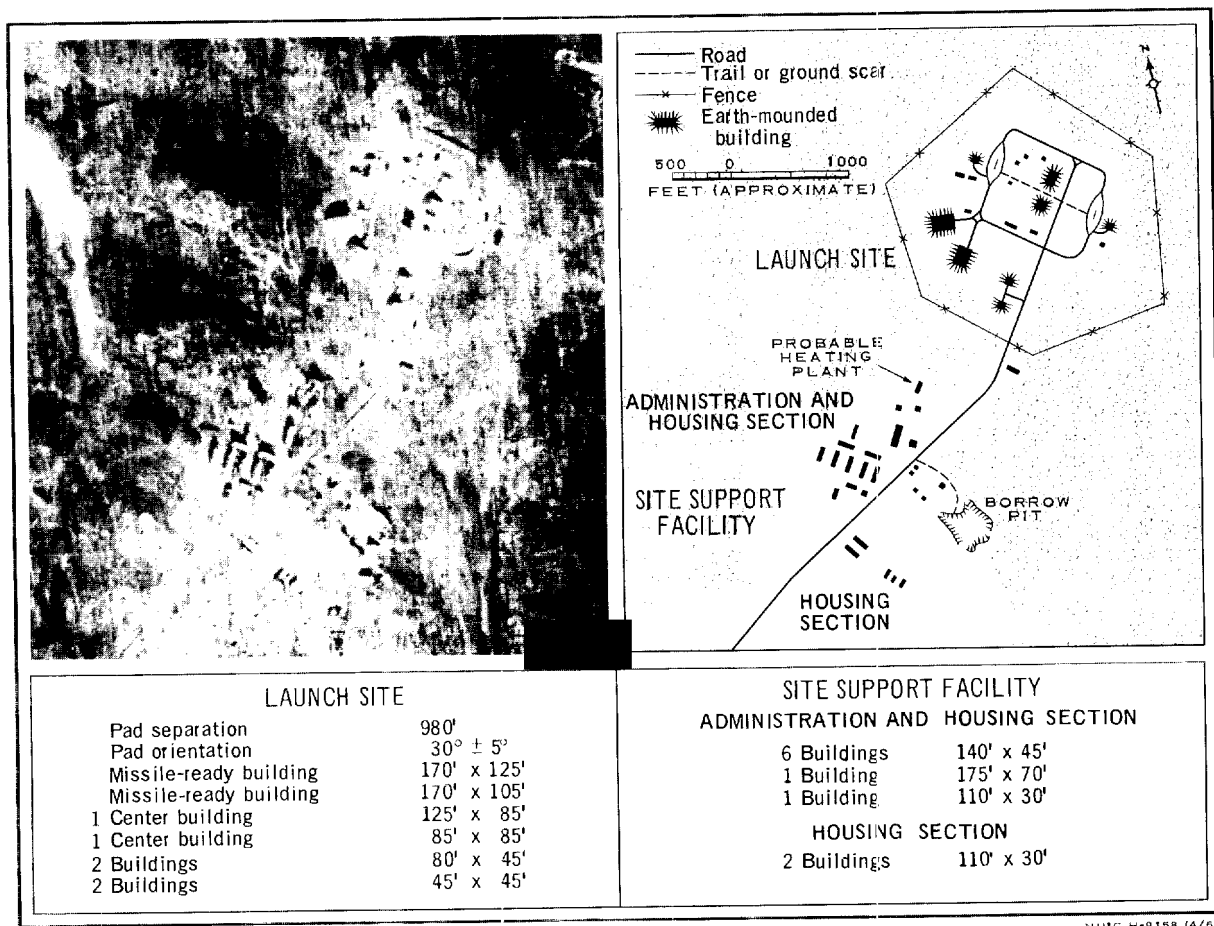 Road
Trail or ground scar
Fence
Earth-mounded
building
N
500 0 1000
FEET (APPROXIMATE)
LAUNCH SITE
PROBABLE
HEATING
PLANT
ADMINISTRATION AND
HOUSING SECTION
SITE SUPPORT
FACILITY
BORROW
PIT
HOUSING
SECTION
LAUNCH SITE
Pad separation 980'
Pad orientation 30° ± 5°
Missile-ready building 170' x 125'
Missile-ready building 170' x 105'
1 Center building 125' x 85'
1 Center building 85' x 85'
2 Buildings 80' x 45'
2 Buildings 45' x 45'
SITE SUPPORT FACILITY
ADMINISTRATION AND HOUSING SECTION
6 Buildings 140' x 45'
1 Building 175' x 70'
1 Building 110' x 30'
HOUSING SECTION
2 Buildings 110' x 30'